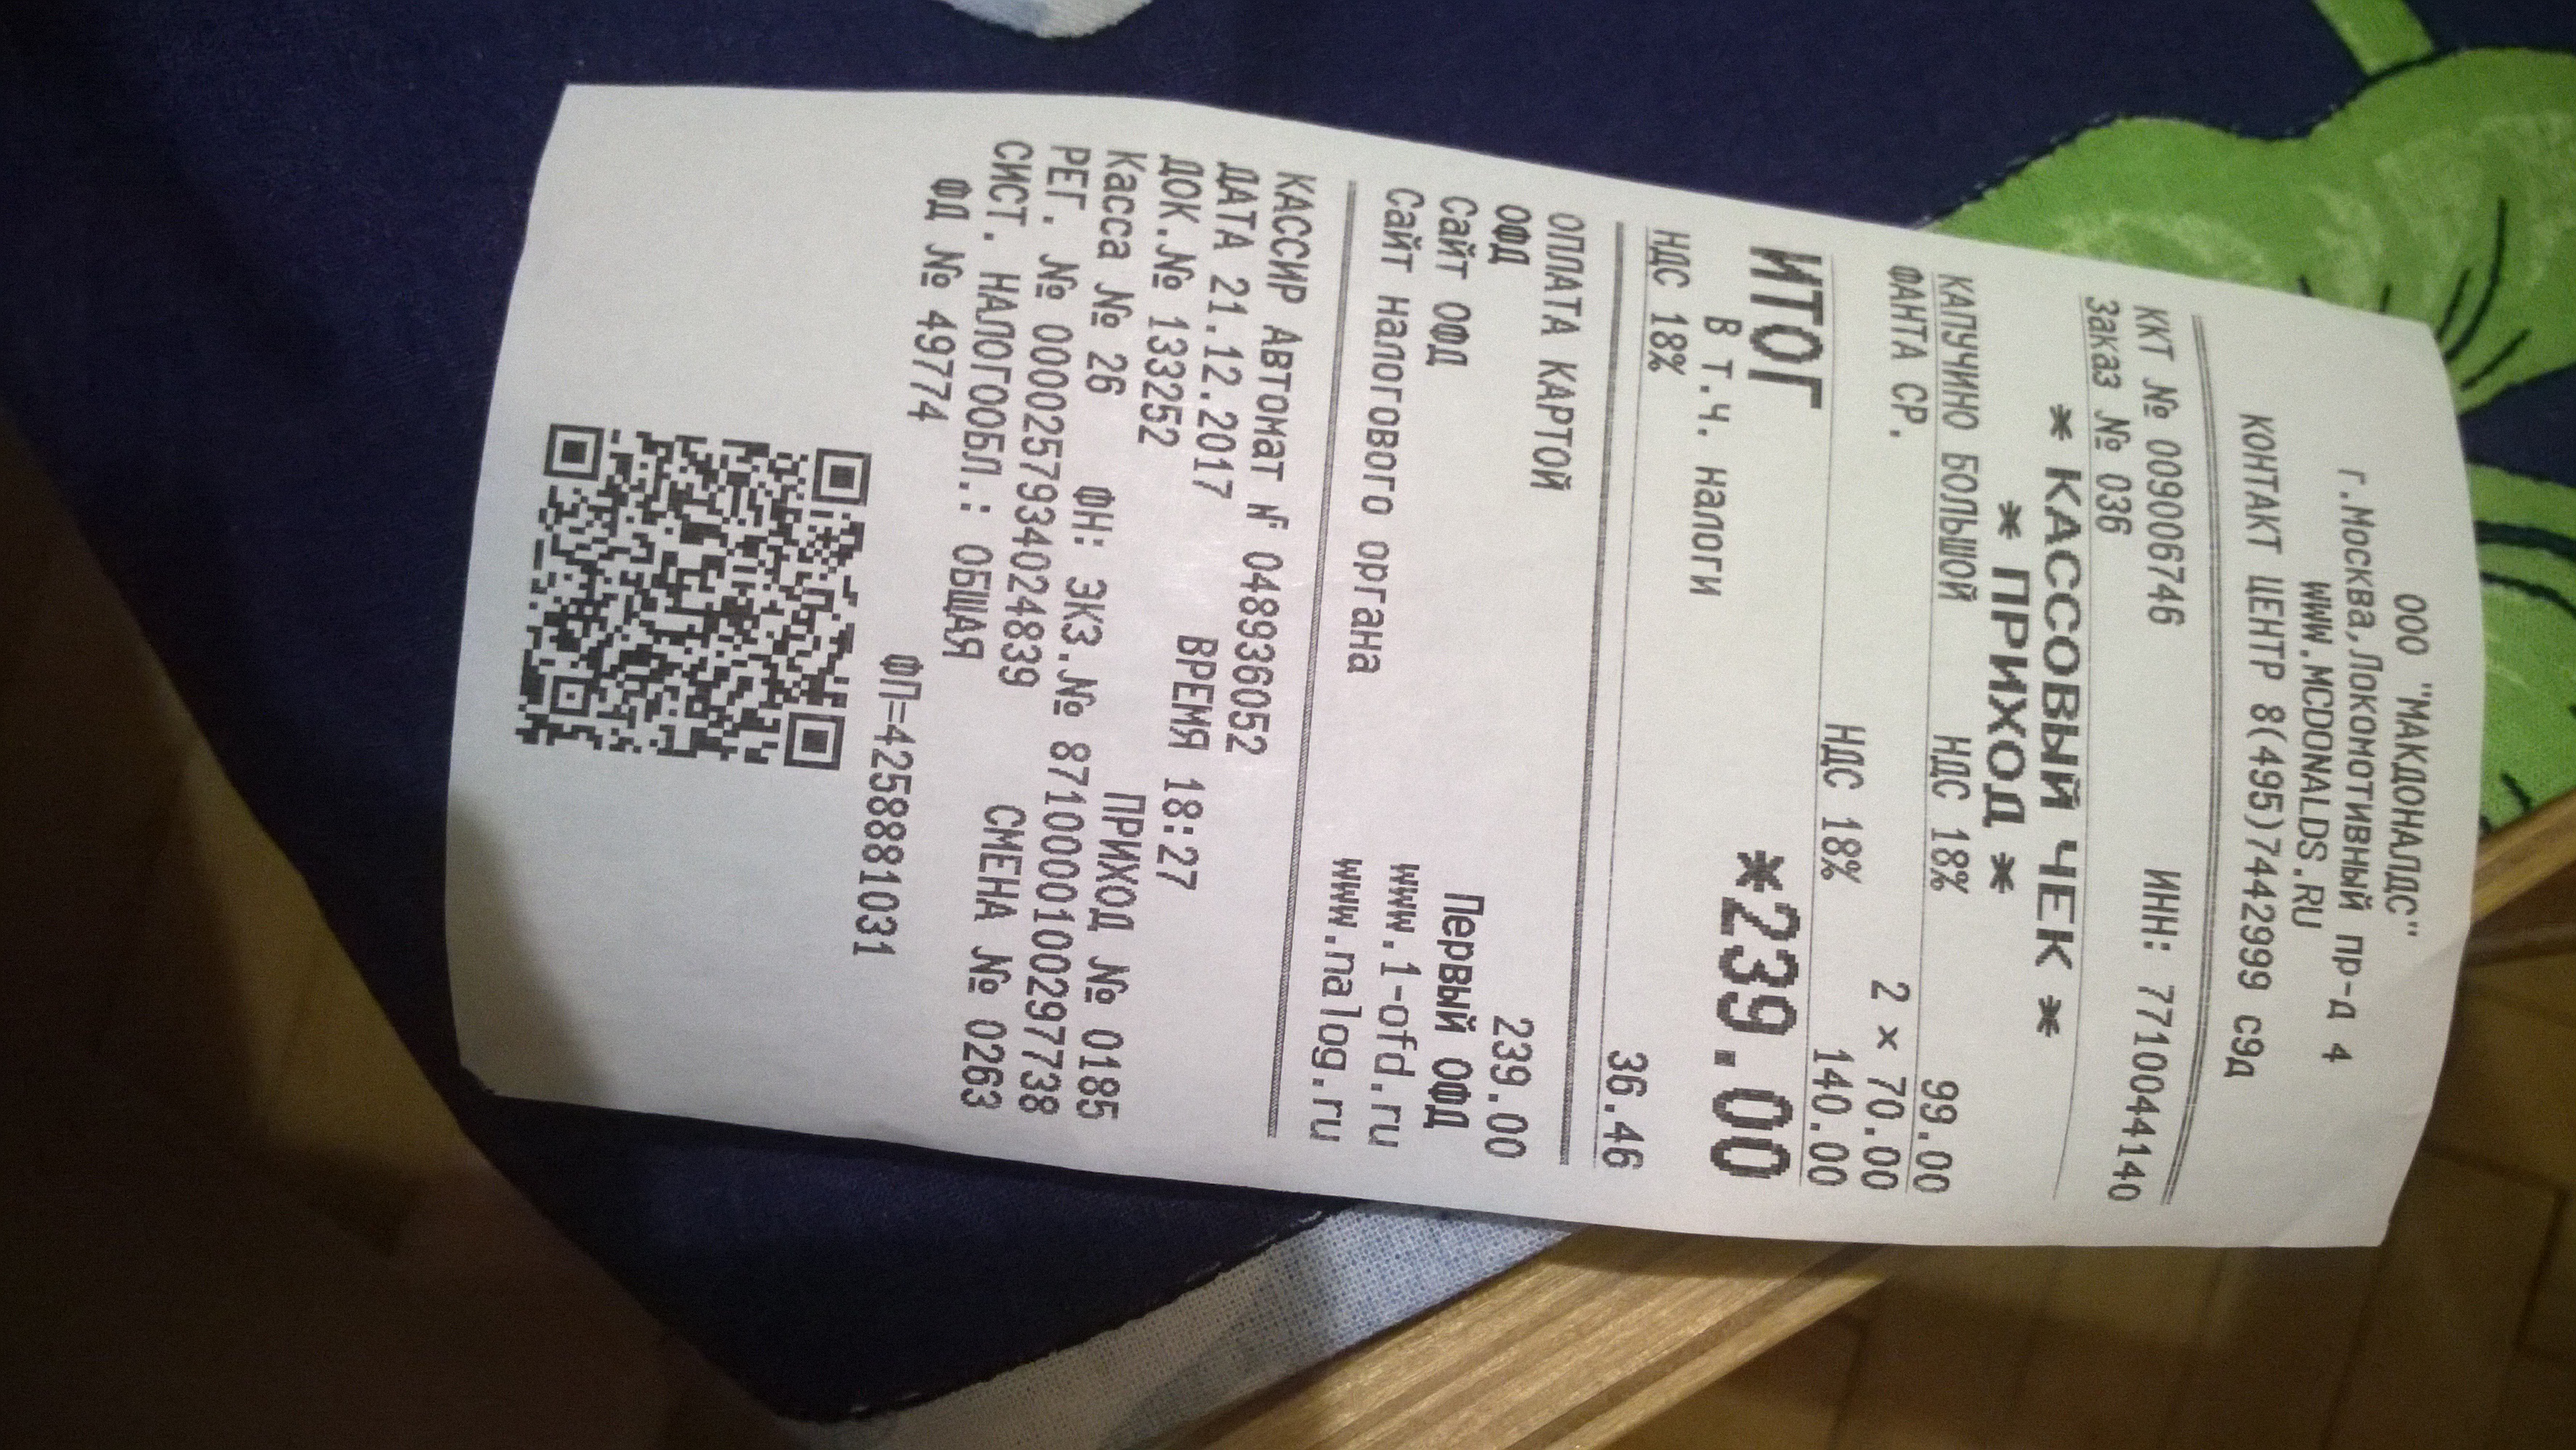 ООО "МАКДОНАЛДС"
г.Москва,Локомотивный пр-д 4
WWW.MCDONALDS.RU
КОНТАКТ ЦЕНТР 8(495)7442999 с9д
ККТ № 009006746 ИНН: 7710044140
Заказ № 036
* КАССОВЫЙ ЧЕК *
* ПРИХОД *
КАПУЧИНО БОЛЬШОЙ НДС 18% 99.00
ФАНТА СР. 2 × 70.00
НДС 18% 140.00
ИТОГ *239.00
В т.ч. налоги
НДС 18% 36.46
ОПЛАТА КАРТОЙ 239.00
ОФД Первый ОФД
Сайт ОФД www.1-ofd.ru
Сайт налогового органа www.nalog.ru
КАССИР Автомат № 048936052
ДАТА 21.12.2017 ВРЕМЯ 18:27
ДОК.№ 133252
Касса № 26 ПРИХОД № 0185
ФН: ЭКЗ.№ 8710000100297738
РЕГ. № 0000257934024839
СИСТ. НАЛОГООБЛ.: ОБЩАЯ СМЕНА № 0263
ФД № 49774 ФП=4258881031